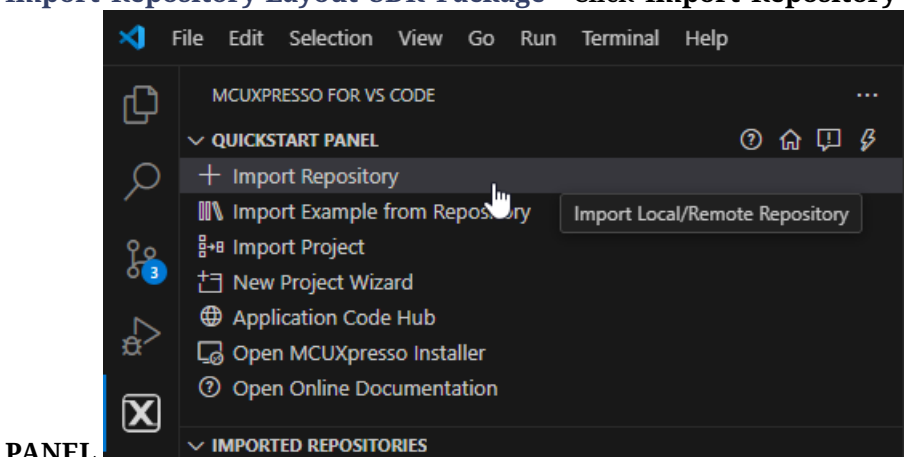 Import Repository Layout SDK Package Click Import Repository
File Edit Selection View Go Run Terminal Help
MCUXPRESSO FOR VS CODE
QUICKSTART PANEL
Import Repository
Import Example from Repository
Import Local/Remote Repository
Import Project
3
New Project Wizard
Application Code Hub
Open MCUXpresso Installer
Open Online Documentation
X
IMPORTED REPOSITORIES
PANEL